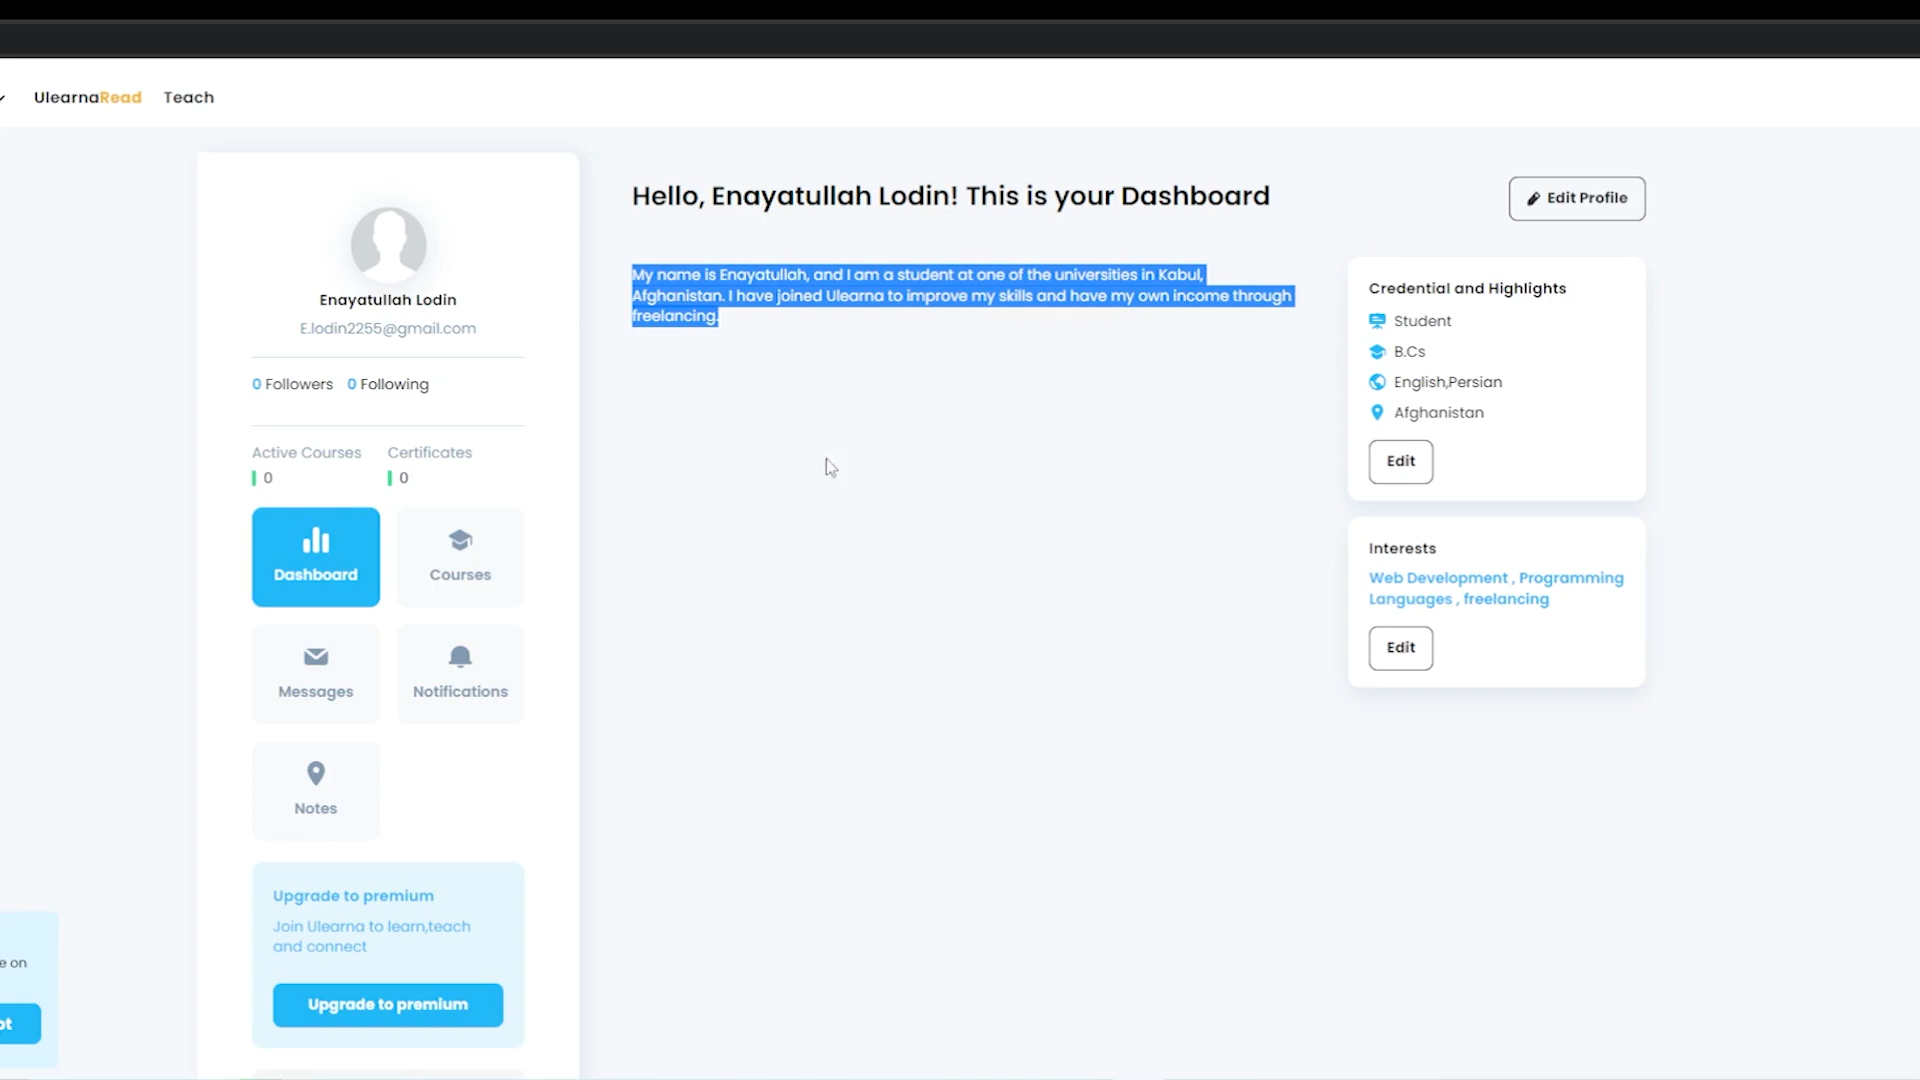 UlearnaRead Teach
Enayatullah Lodin
E.lodin2255@gmail.com
0 Followers 0 Following
Active Courses Certificates
0 0
Dashboard Courses
Messages Notifications
Notes
Upgrade to premium
Join Ulearna to learn,teach
and connect
Upgrade to premium
Hello, Enayatullah Lodin! This is your Dashboard
My name is Enayatullah, and I am a student at one of the universities in Kabul,
Afghanistan. I have joined Ulearna to improve my skills and have my own income through
freelancing.
Edit Profile
Credential and Highlights
Student
B.Cs
English,Persian
Afghanistan
Edit
Interests
Web Development , Programming
Languages , freelancing
Edit
e on